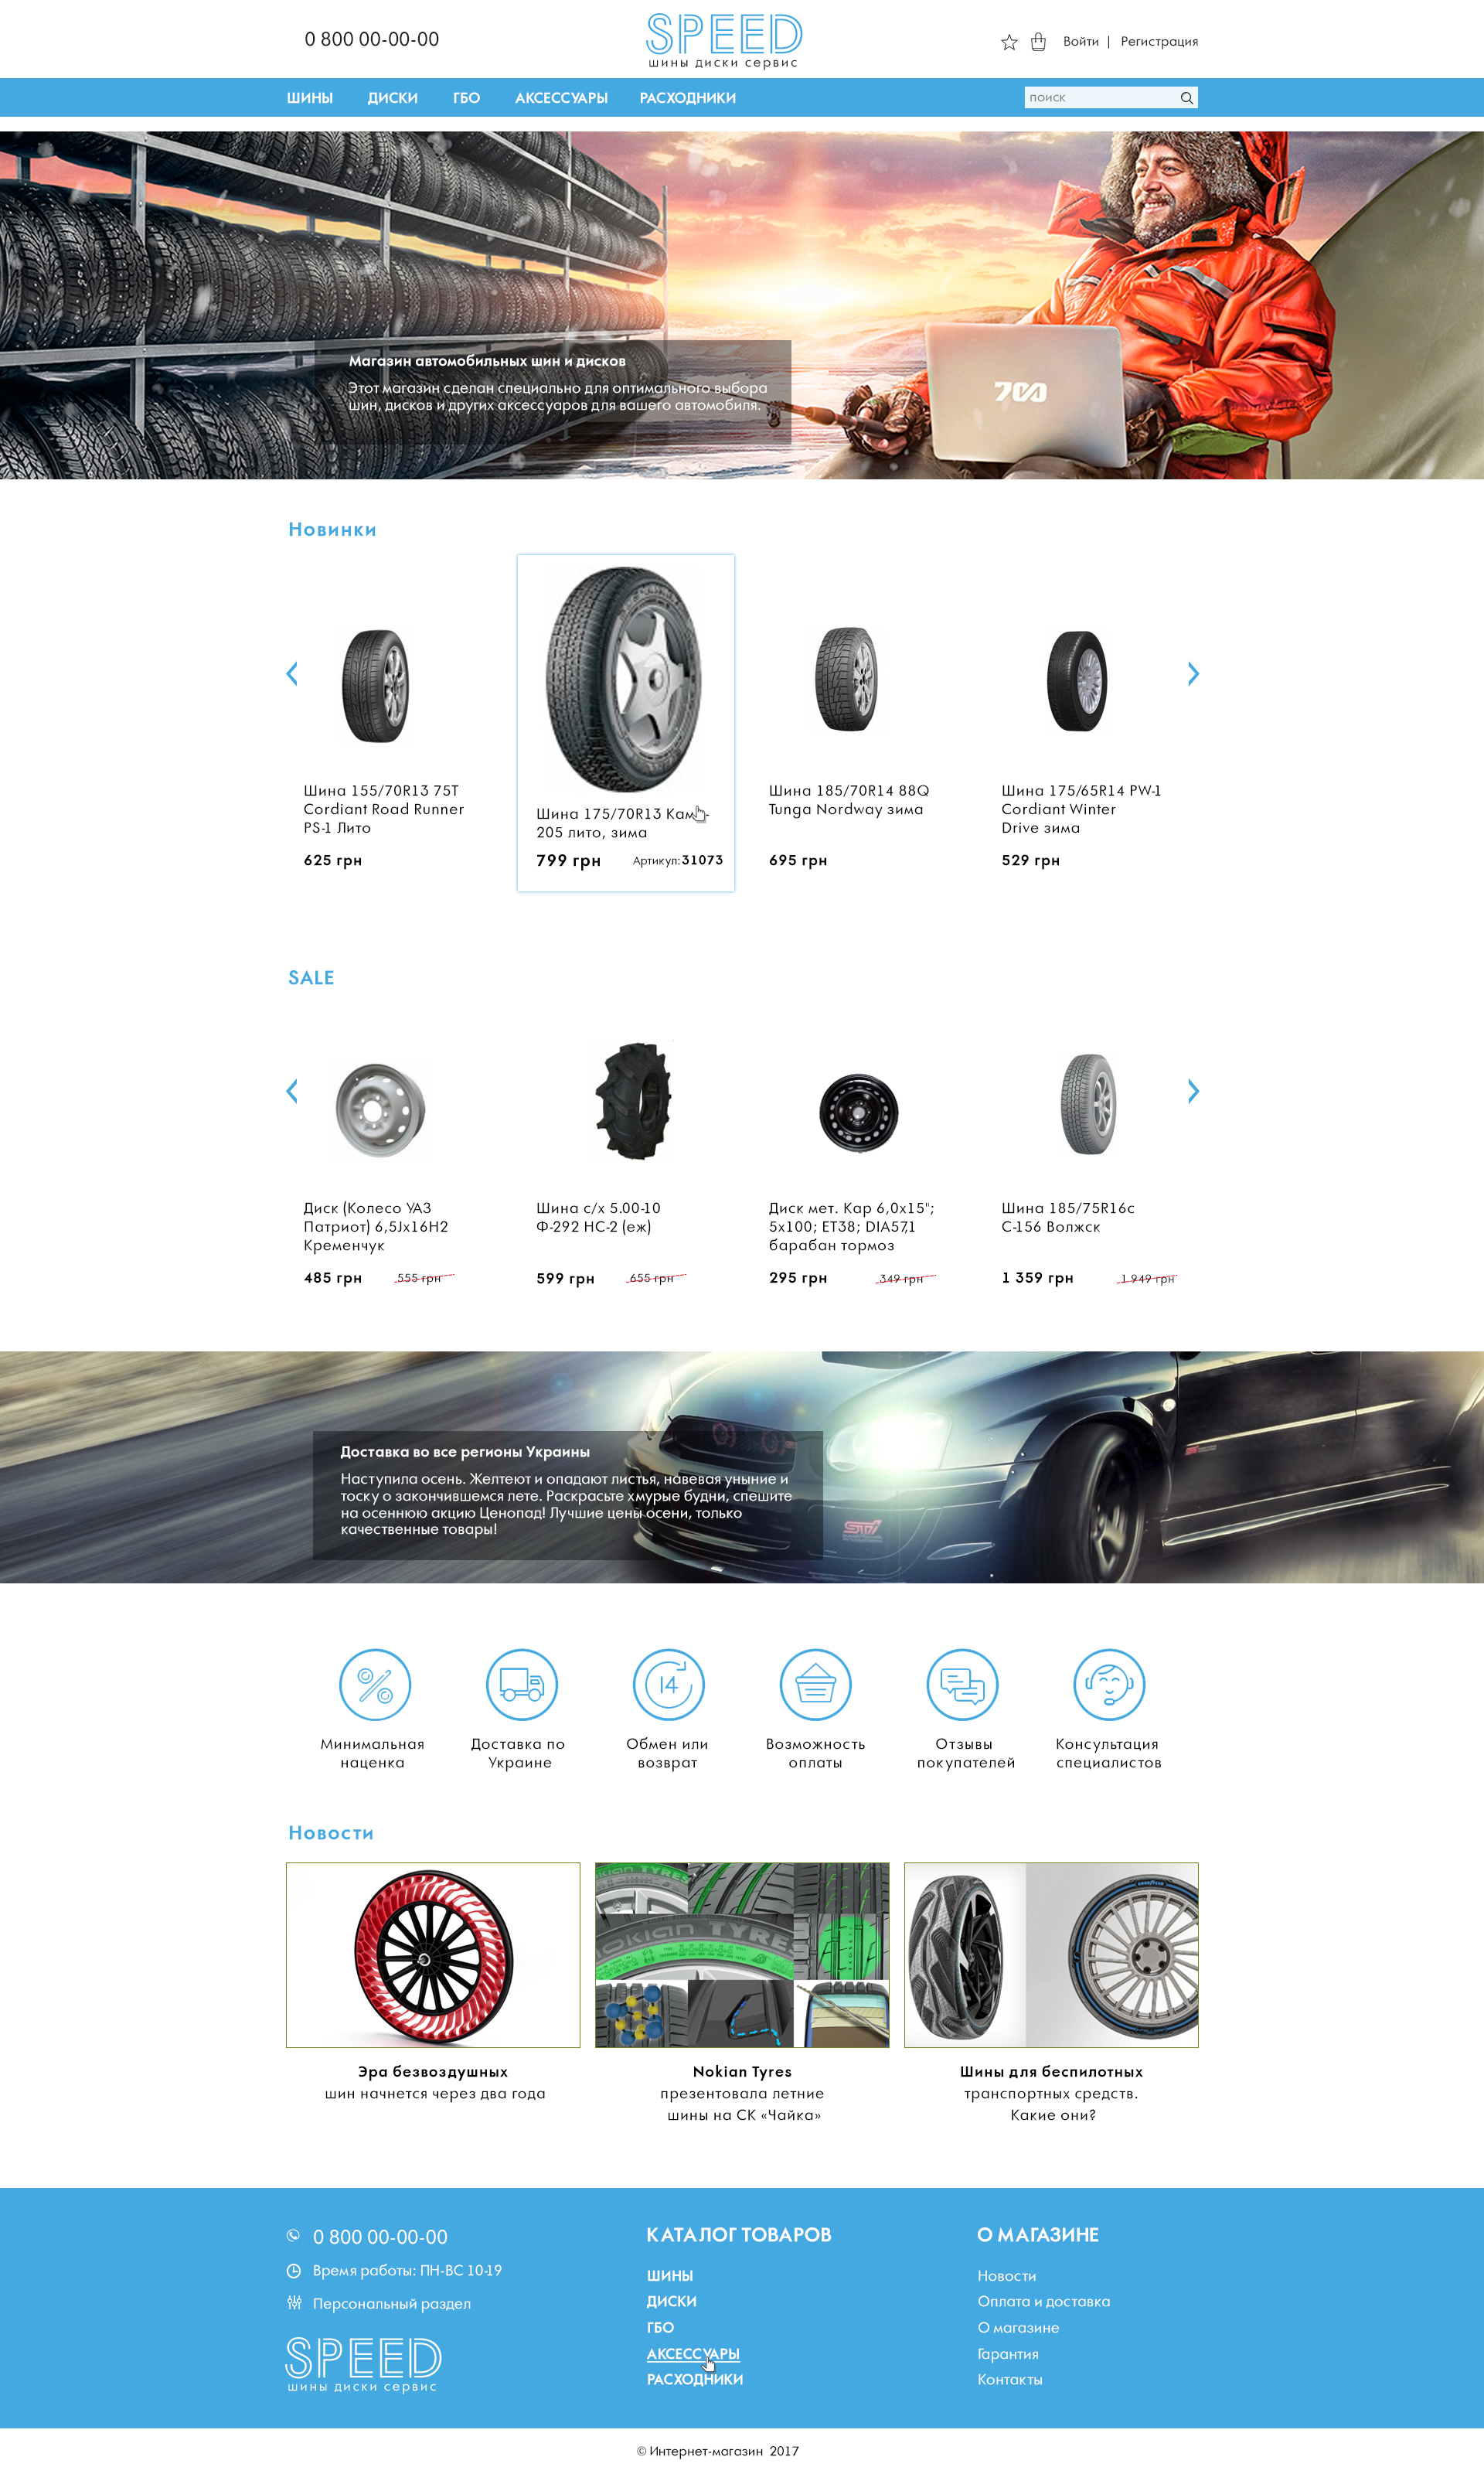 0 800 00-00-00
SPEED
шины диски сервис
Войти | Регистрация
ШИНЫ ДИСКИ ГБО АКСЕССУАРЫ РАСХОДНИКИ
поиск
700
Магазин автомобильных шин и дисков
Этот магазин сделан специально для оптимального выбора
шин, дисков и других аксессуаров для вашего автомобиля.
Новинки
Шина 155/70R13 75T
Cordiant Road Runner
PS-1 Лито
625 грн
Шина 175/70R13
205 лито, зима
799 грн Артикул:31073
Шина 185/70R14 88Q
Tunga Nordway зима
695 грн
Шина 175/65R14 PW-1
Cordiant Winter
Drive зима
529 грн
SALE
Диск (Колесо УАЗ
Патриот) 6,5Jx16H2
Кременчук
485 грн 555 грн
Шина с/х 5.00-10
Ф-292 НС-2 (еж)
599 грн 655 грн
Диск мет. Кар 6,0x15";
5x100; ET38; DIA57,1
барабан тормоз
295 грн 349 грн
Шина 185/75R16c
С-156 Волжск
1 359 грн 1 949 грн
Доставка во все регионы Украины
Наступила осень. Желтеют и опадают листья, навевая уныние и
тоску о закончившемся лете. Раскрасьте хмурые будни, спешите
на осеннюю акцию Ценопад! Лучшие цены осени, только
качественные товары!
STI
14
Минимальная
наценка
Доставка по
Украине
Обмен или
возврат
Возможность
оплаты
Отзывы
покупателей
Консультация
специалистов
Новости
NOKIAN TYRES
Эра безвоздушных
шин начнется через два года
Nokian Tyres
презентовала летние
шины на СК «Чайка»
Шины для беспилотных
транспортных средств.
Какие они?
0 800 00-00-00
Время работы: ПН-ВС 10-19
Персональный раздел
SPEED
шины диски сервис
КАТАЛОГ ТОВАРОВ
ШИНЫ
ДИСКИ
ГБО
АКСЕССУАРЫ
РАСХОДНИКИ
О МАГАЗИНЕ
Новости
Оплата и доставка
О магазине
Гарантия
Контакты
© Интернет-магазин 2017